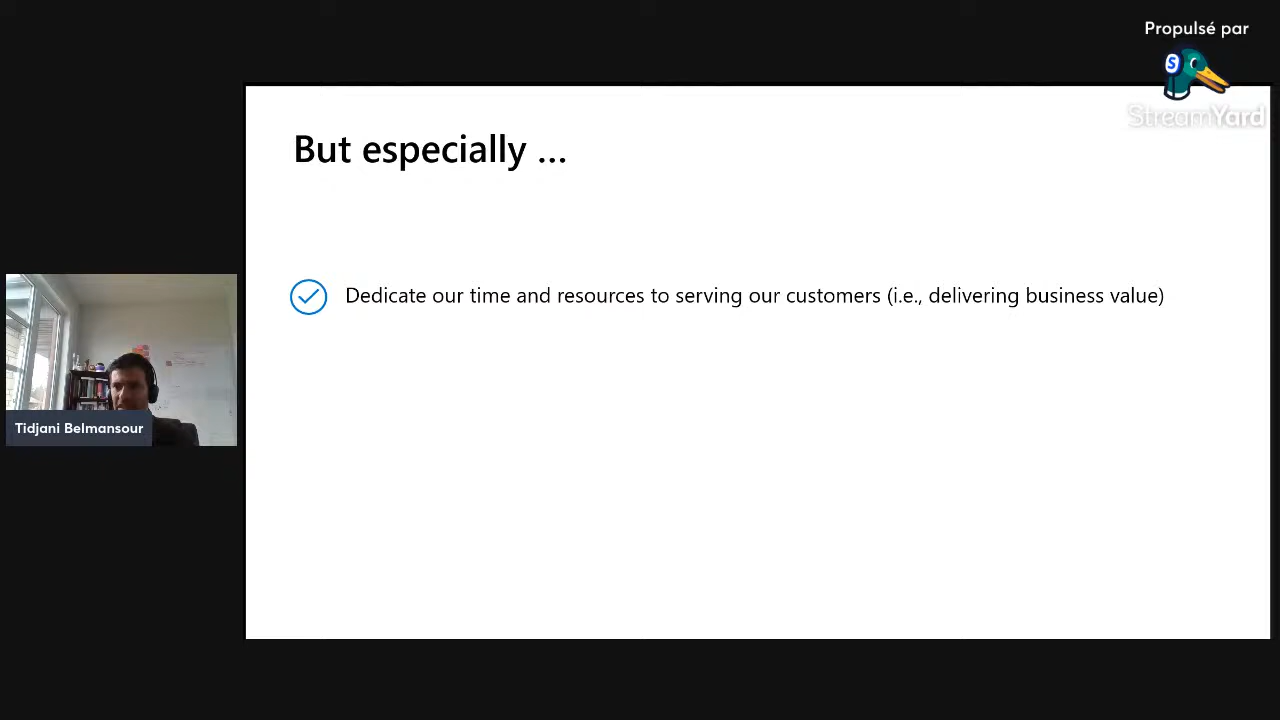 Propulsé par
StreamYard
But especially ...
Dedicate our time and resources to serving our customers (i.e., delivering business value)
Tidjani Belmansour